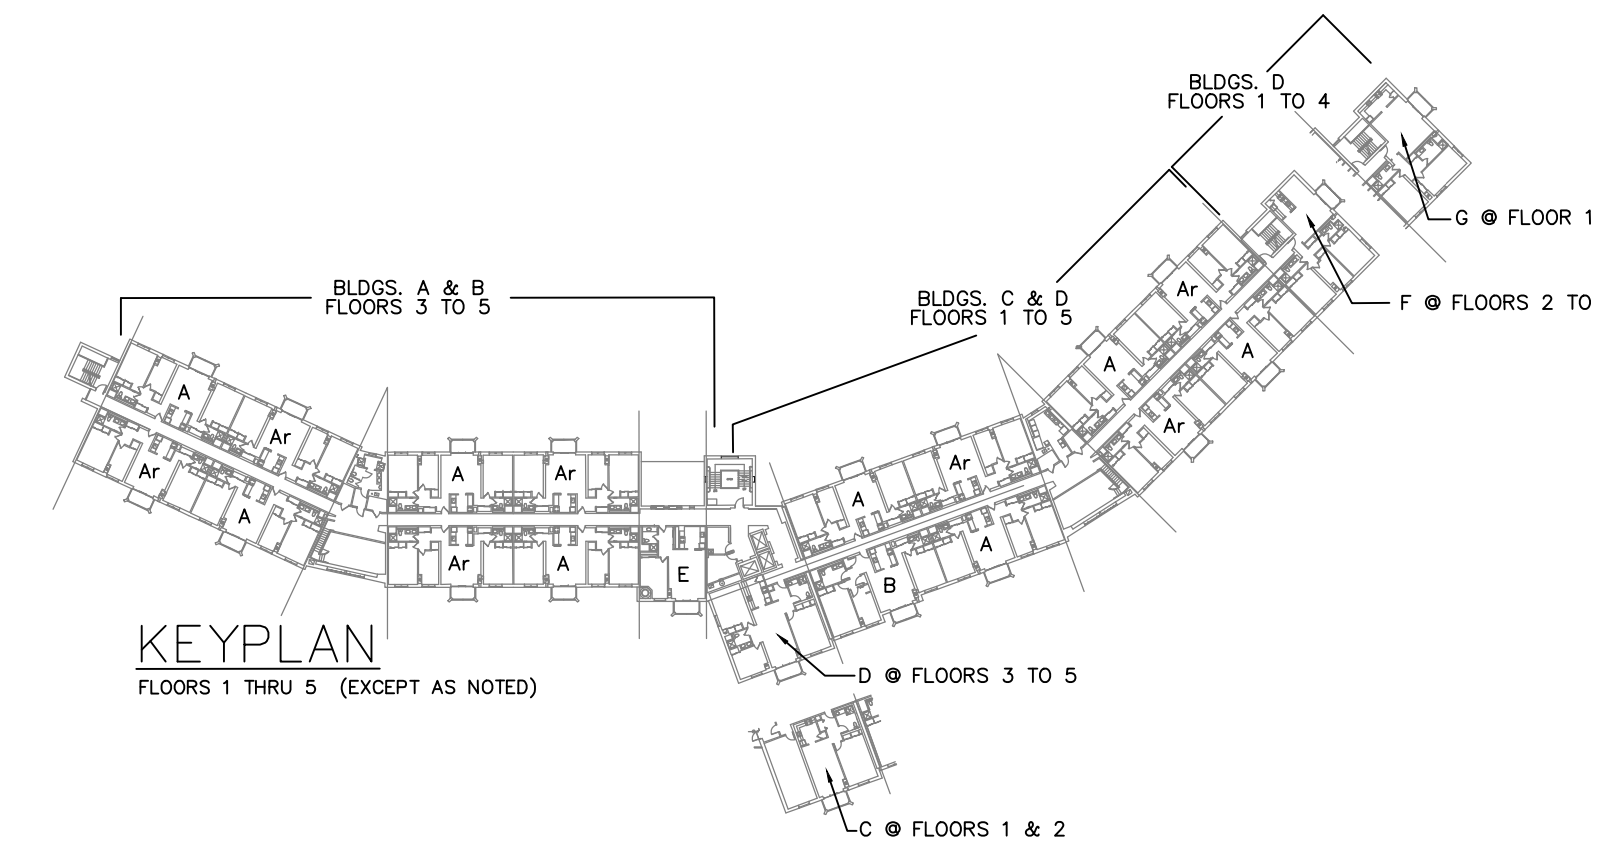 BLDGS. D
FLOORS 1 TO 4
G @ FLOOR 1
F @ FLOORS 2 TO
BLDGS. A & B
FLOORS 3 TO 5
BLDGS. C & D
FLOORS 1 TO 5
A
Ar
Ar
A
A
Ar
Ar
A
E
A
Ar
B
A
A
Ar
A
Ar
D @ FLOORS 3 TO 5
C @ FLOORS 1 & 2
KEYPLAN
FLOORS 1 THRU 5 (EXCEPT AS NOTED)